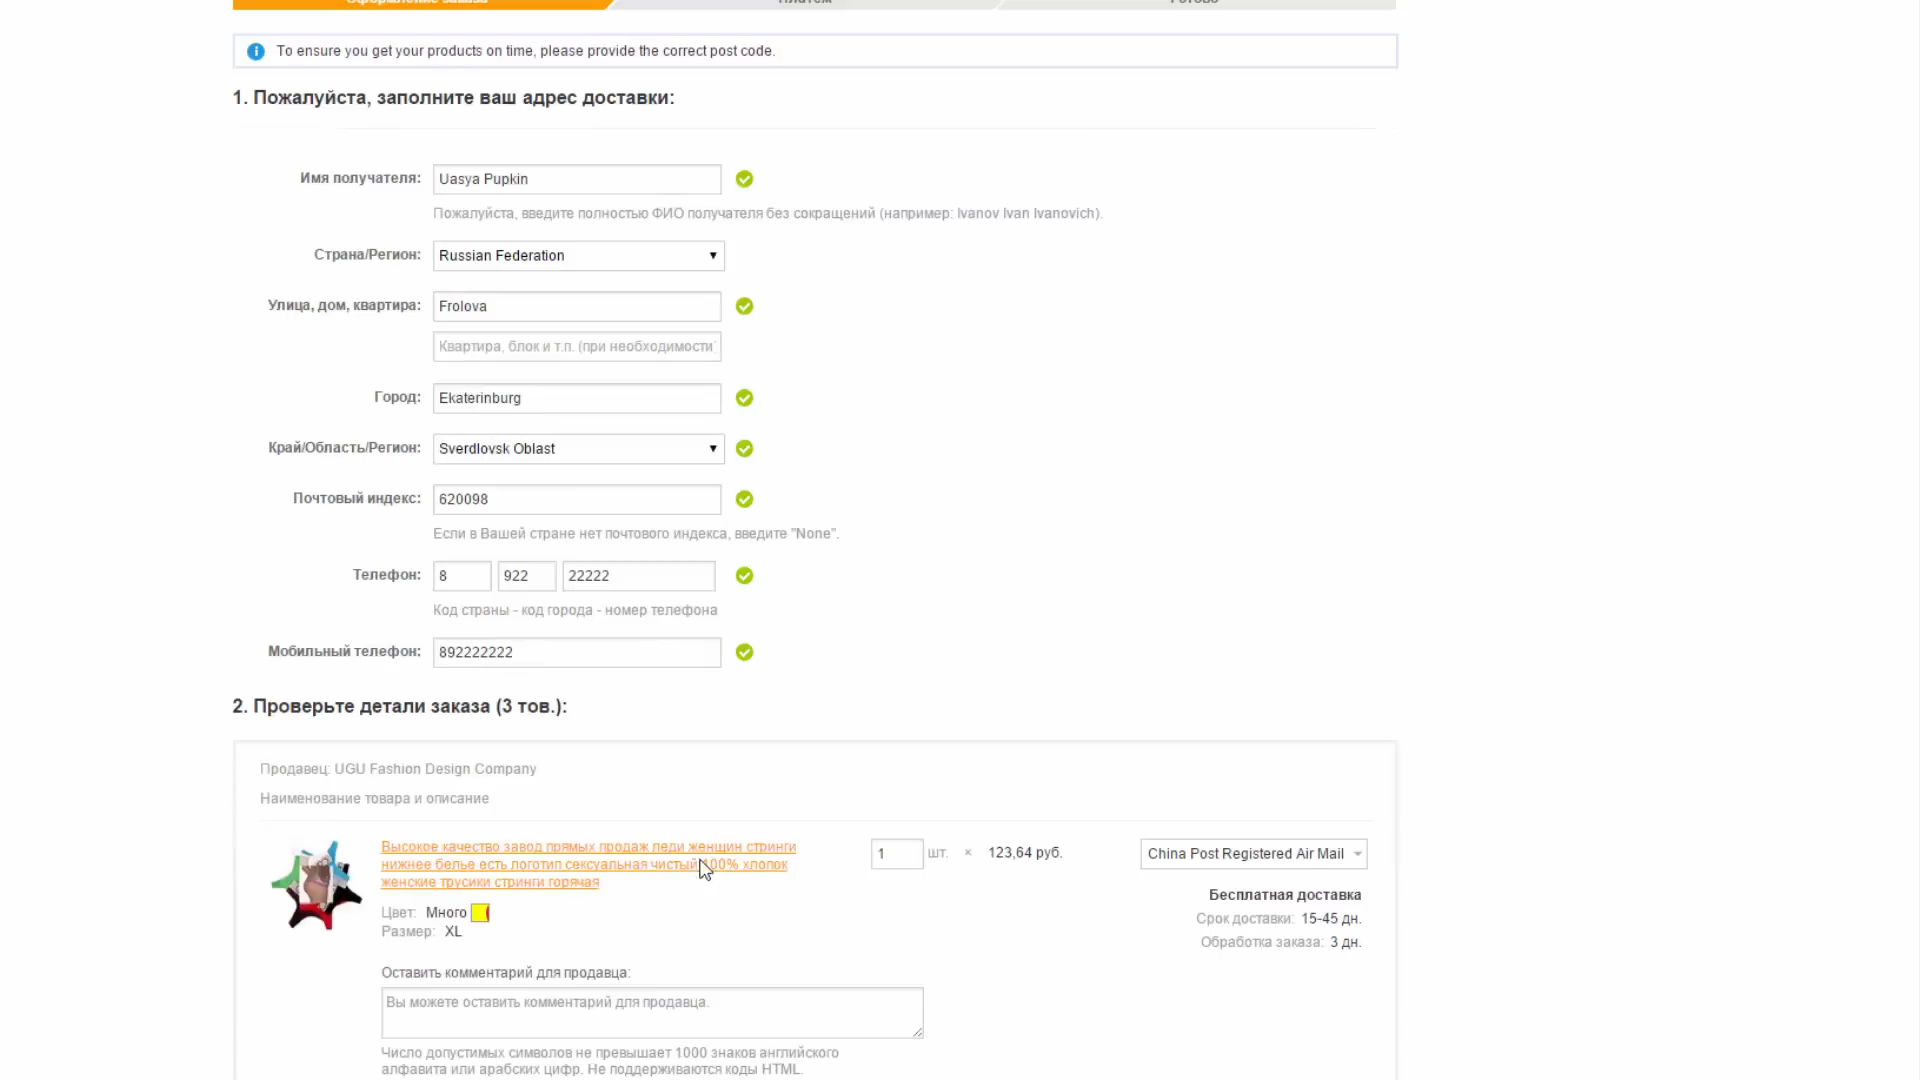 Оформление заказа
Платеж
Готово
To ensure you get your products on time, please provide the correct post code.
1. Пожалуйста, заполните ваш адрес доставки:
Имя получателя: Uasya Pupkin
Пожалуйста, введите полностью ФИО получателя без сокращений (например: Ivanov Ivan Ivanovich).
Страна/Регион: Russian Federation
Улица, дом, квартира: Frolova
Квартира, блок и т.п. (при необходимости)
Город: Ekaterinburg
Край/Область/Регион: Sverdlovsk Oblast
Почтовый индекс: 620098
Если в Вашей стране нет почтового индекса, введите "None".
Телефон: 8 922 22222
Код страны - код города - номер телефона
Мобильный телефон: 892222222
2. Проверьте детали заказа (3 тов.):
Продавец: UGU Fashion Design Company
Наименование товара и описание
Высокое качество завод прямых продаж леди женщин стринги
нижнее белье есть логотип сексуальная чистый 100% хлопок
женские трусики стринги горячая
1 шт. × 123,64 руб.
China Post Registered Air Mail
Бесплатная доставка
Срок доставки: 15-45 дн.
Обработка заказа: 3 дн.
Цвет: Много
Размер: XL
Оставить комментарий для продавца:
Вы можете оставить комментарий для продавца.
Число допустимых символов не превышает 1000 знаков английского
алфавита или арабских цифр. Не поддерживаются коды HTML.